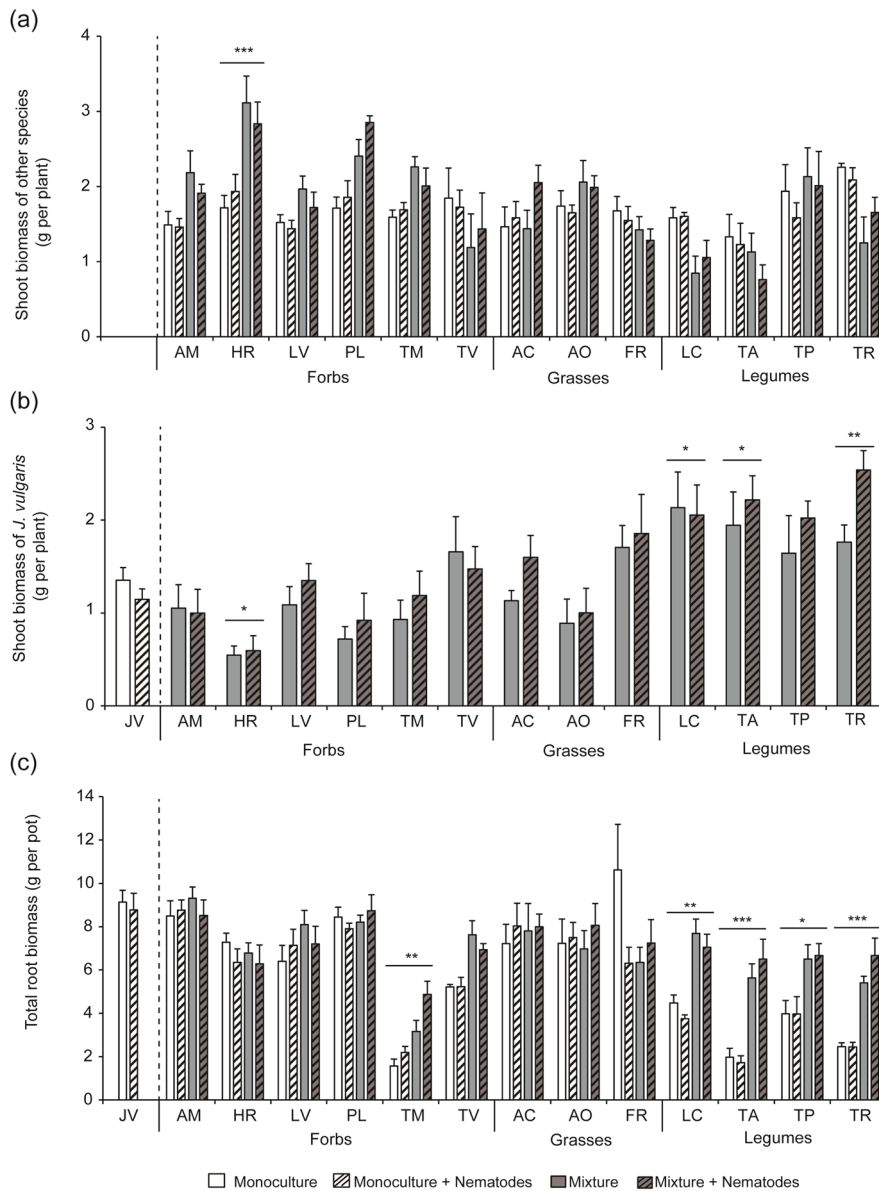 (a)
Shoot biomass of other species
(g per plant)
4
3
2
1
0
***
AM HR LV PL TM TV AC AO FR LC TA TP TR
Forbs Grasses Legumes
(b)
Shoot biomass of J. vulgaris
(g per plant)
3
2
1
0
* * * **
JV AM HR LV PL TM TV AC AO FR LC TA TP TR
Forbs Grasses Legumes
(c)
Total root biomass (g per pot)
14
12
10
8
6
4
2
0
** ** *** * ***
JV AM HR LV PL TM TV AC AO FR LC TA TP TR
Forbs Grasses Legumes
Monoculture Monoculture + Nematodes Mixture Mixture + Nematodes